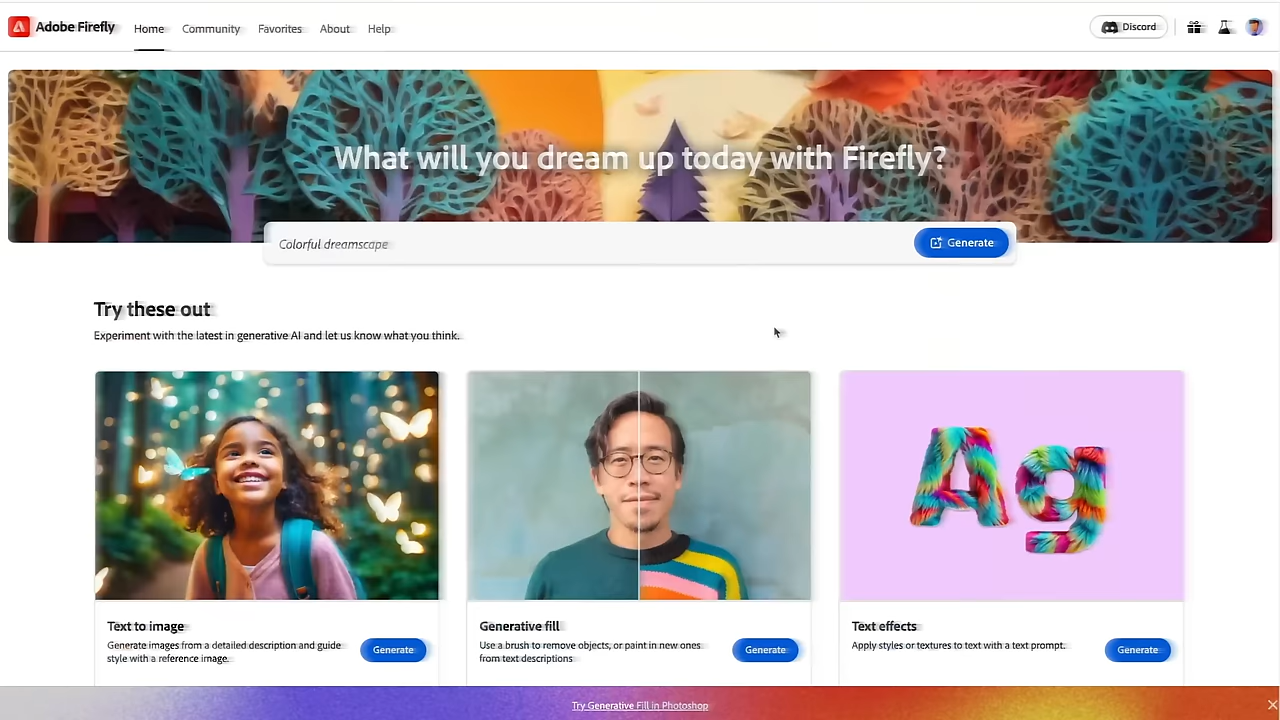 Adobe Firefly Home Community Favorites About Help Discord
What will you dream up today with Firefly?
Colorful dreamscape Generate
Try these out
Experiment with the latest in generative AI and let us know what you think.
Ag
Text to image
Generate images from a detailed description and guide
style with a reference image.
Generate
Generative fill
Use a brush to remove objects, or paint in new ones
from text descriptions
Generate
Text effects
Apply styles or textures to text with a text prompt.
Generate
Try Generative Fill in Photoshop